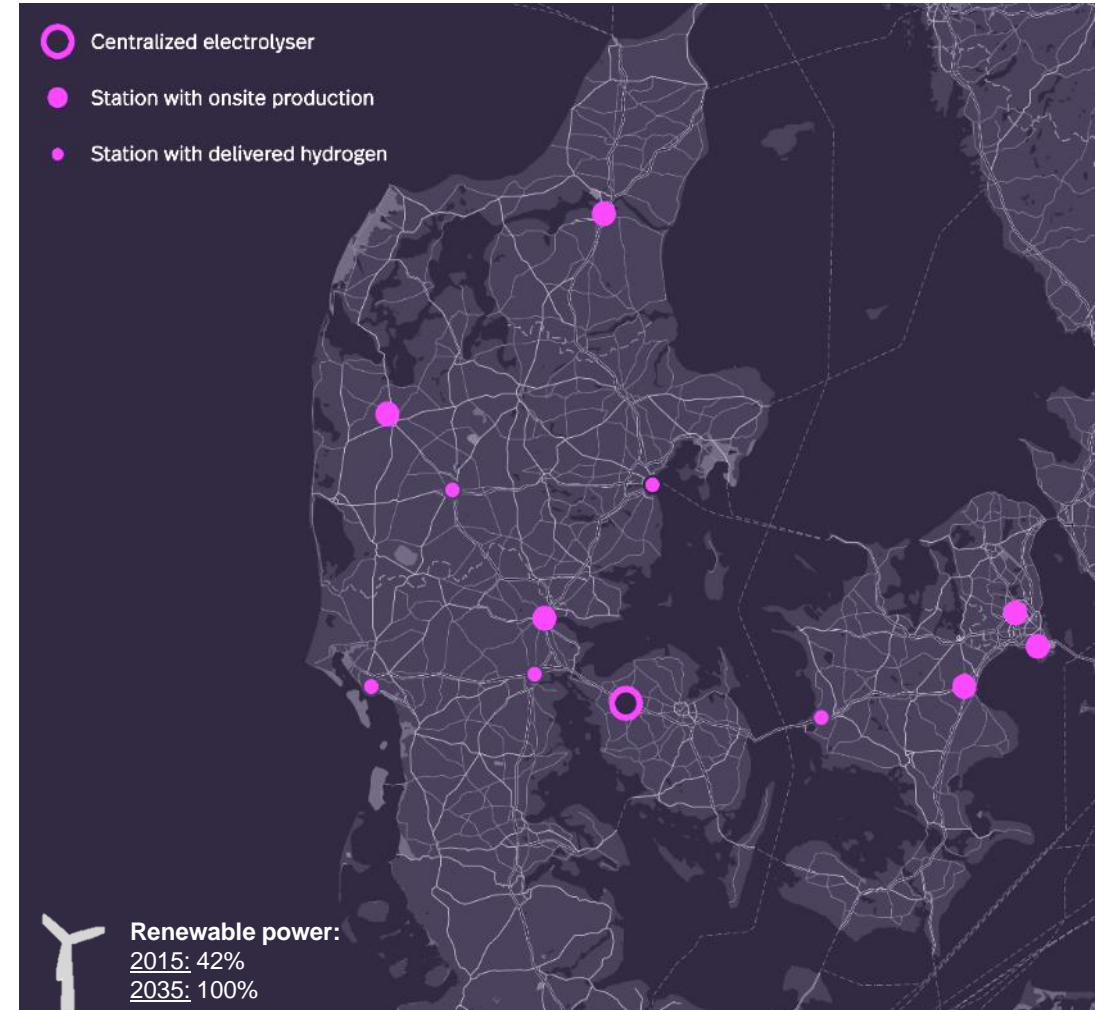 Centralized electrolyser
Station with onsite production
Station with delivered hydrogen
Renewable power:
2015: 42%
2035: 100%